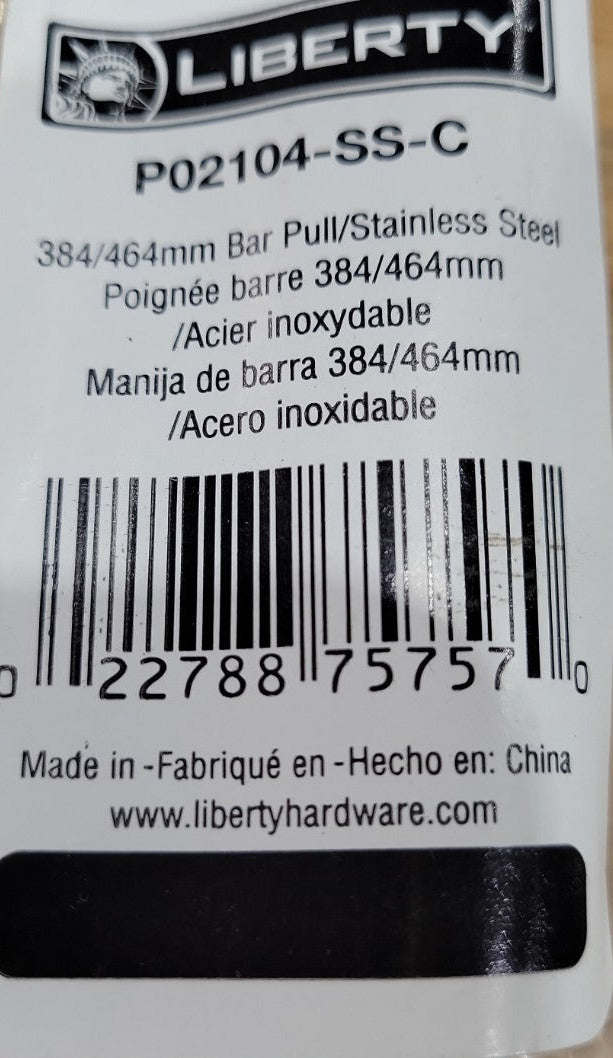 LIBERTY
P02104-SS-C
384/464mm Bar Pull/Stainless Steel
Poignée barre 384/464mm
/Acier inoxydable
Manija de barra 384/464mm
/Acero inoxidable
0 22788 75757 0
Made in -Fabriqué en -Hecho en: China
www.libertyhardware.com